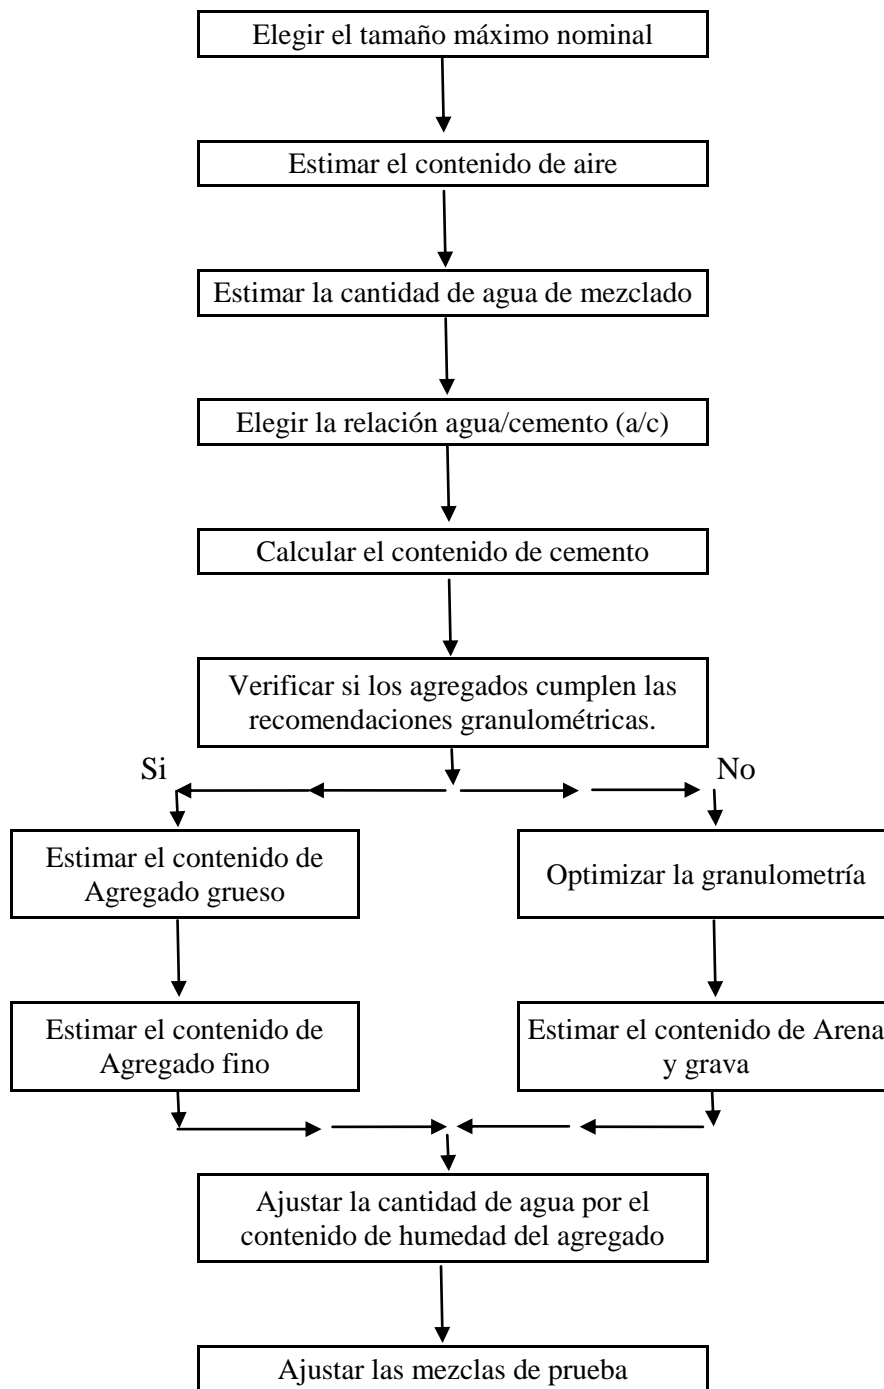 Elegir el tamaño máximo nominal
Estimar el contenido de aire
Estimar la cantidad de agua de mezclado
Elegir la relación agua/cemento (a/c)
Calcular el contenido de cemento
Verificar si los agregados cumplen las
recomendaciones granulométricas.
Si
No
Estimar el contenido de
Agregado grueso
Optimizar la granulometría
Estimar el contenido de
Agregado fino
Estimar el contenido de Arena
y grava
Ajustar la cantidad de agua por el
contenido de humedad del agregado
Ajustar las mezclas de prueba